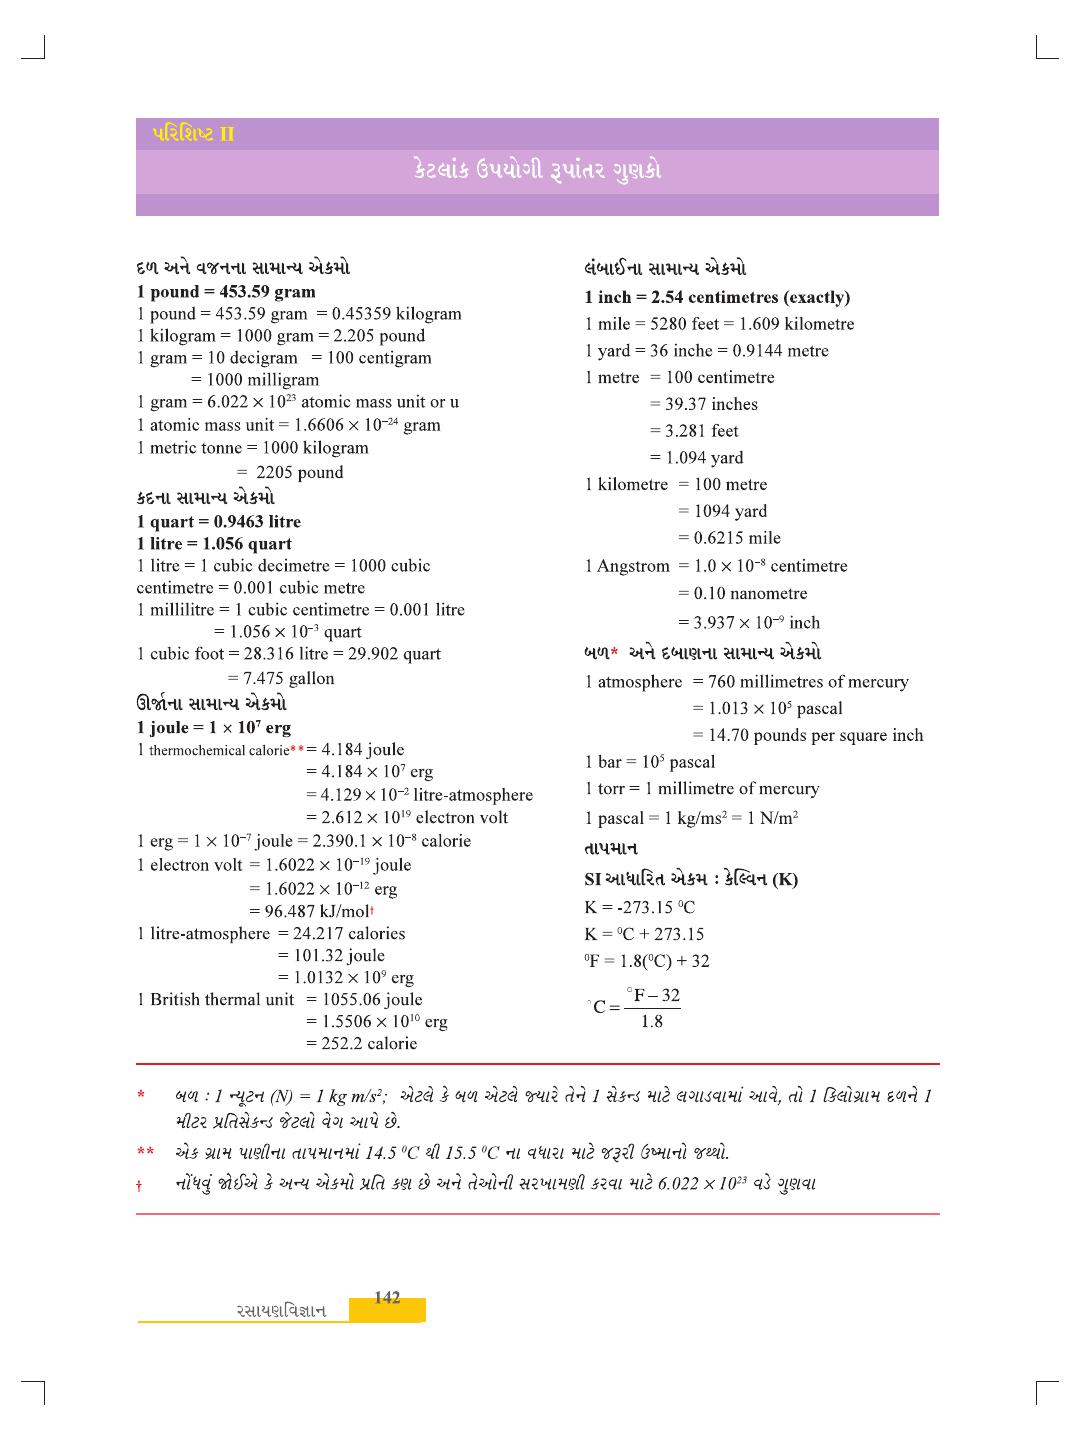 પરિશિષ્ટ II
કેટલાંક ઉપયોગી રૂપાંતર ગુણકો
દળ અને વજનના સામાન્ય એકમો
1 pound = 453.59 gram
1 pound = 453.59 gram = 0.45359 kilogram
1 kilogram = 1000 gram = 2.205 pound
1 gram = 10 decigram = 100 centigram
= 1000 milligram
1 gram = 6.022 × 10²³ atomic mass unit or u
1 atomic mass unit = 1.6606 × 10⁻²⁴ gram
1 metric tonne = 1000 kilogram
= 2205 pound
કદના સામાન્ય એકમો
1 quart = 0.9463 litre
1 litre = 1.056 quart
1 litre = 1 cubic decimetre = 1000 cubic
centimetre = 0.001 cubic metre
1 millilitre = 1 cubic centimetre = 0.001 litre
= 1.056 × 10⁻³ quart
1 cubic foot = 28.316 litre = 29.902 quart
= 7.475 gallon
ઊર્જાના સામાન્ય એકમો
1 joule = 1 × 10⁷ erg
1 thermochemical calorie** = 4.184 joule
= 4.184 × 10⁷ erg
= 4.129 × 10⁻² litre-atmosphere
= 2.612 × 10¹⁹ electron volt
1 erg = 1 × 10⁻⁷ joule = 2.390.1 × 10⁻⁸ calorie
1 electron volt = 1.6022 × 10⁻¹⁹ joule
= 1.6022 × 10⁻¹² erg
= 96.487 kJ/mol†
1 litre-atmosphere = 24.217 calories
= 101.32 joule
= 1.0132 × 10⁹ erg
1 British thermal unit = 1055.06 joule
= 1.5506 × 10¹⁰ erg
= 252.2 calorie
લંબાઈના સામાન્ય એકમો
1 inch = 2.54 centimetres (exactly)
1 mile = 5280 feet = 1.609 kilometre
1 yard = 36 inche = 0.9144 metre
1 metre = 100 centimetre
= 39.37 inches
= 3.281 feet
= 1.094 yard
1 kilometre = 100 metre
= 1094 yard
= 0.6215 mile
1 Angstrom = 1.0 × 10⁻⁸ centimetre
= 0.10 nanometre
= 3.937 × 10⁻⁹ inch
બળ* અને દબાણના સામાન્ય એકમો
1 atmosphere = 760 millimetres of mercury
= 1.013 × 10⁵ pascal
= 14.70 pounds per square inch
1 bar = 10⁵ pascal
1 torr = 1 millimetre of mercury
1 pascal = 1 kg/ms² = 1 N/m²
તાપમાન
SI આધારિત એકમ : કેલ્વિન (K)
K = -273.15 ⁰C
K = ⁰C + 273.15
⁰F = 1.8(⁰C) + 32
°C = °F – 32
1.8
* બળ : 1 ન્યૂટન (N) = 1 kg m/s²; એટલે કે બળ એટલે જ્યારે તેને 1 સેકન્ડ માટે લગાડવામાં આવે, તો 1 કિલોગ્રામ દળને 1
મીટર પ્રતિસેકન્ડ જેટલો વેગ આપે છે.
** એક ગ્રામ પાણીના તાપમાનમાં 14.5 ⁰C થી 15.5 ⁰C ના વધારા માટે જરૂરી ઉષ્માનો જથ્થો.
† નોંધવું જોઈએ કે અન્ય એકમો પ્રતિ કણ છે અને તેઓની સરખામણી કરવા માટે 6.022 × 10²³ વડે ગુણવા
142
રસાયણવિજ્ઞાન